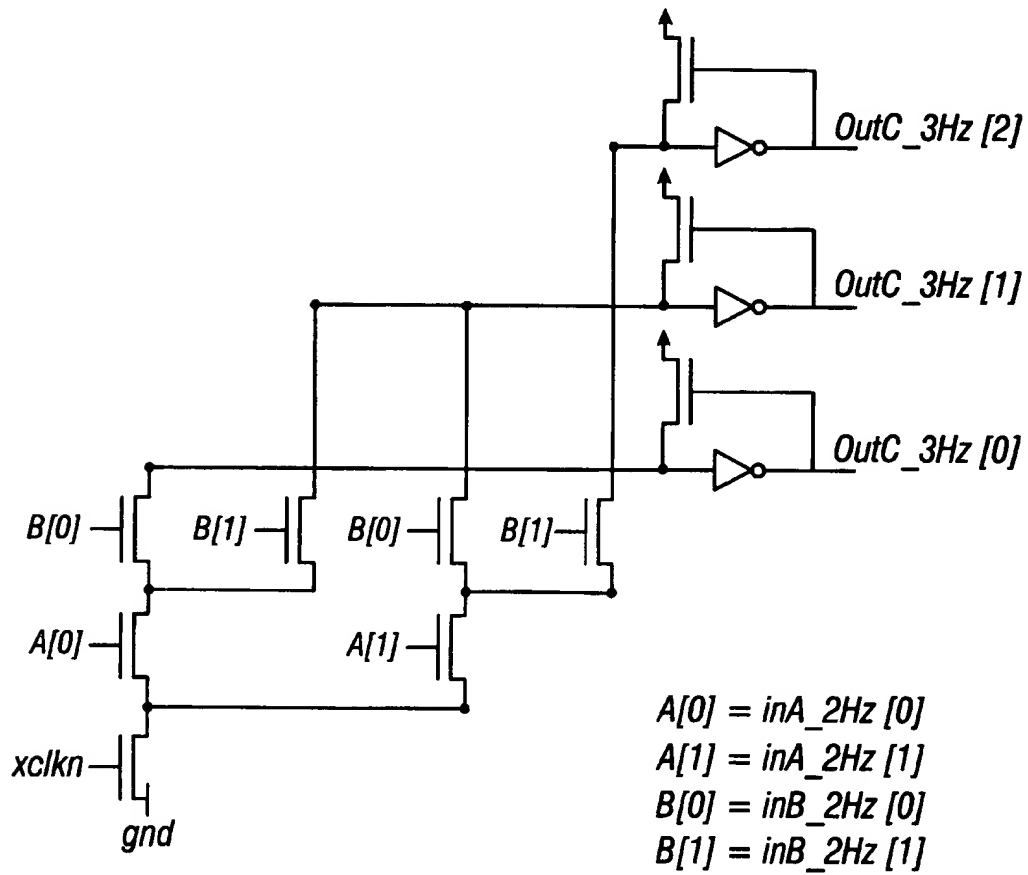 OutC_3Hz [2]
OutC_3Hz [1]
OutC_3Hz [0]
B[0]
B[1]
B[0]
B[1]
A[0]
A[1]
xclkn
gnd
A[0] = inA_2Hz [0]
A[1] = inA_2Hz [1]
B[0] = inB_2Hz [0]
B[1] = inB_2Hz [1]